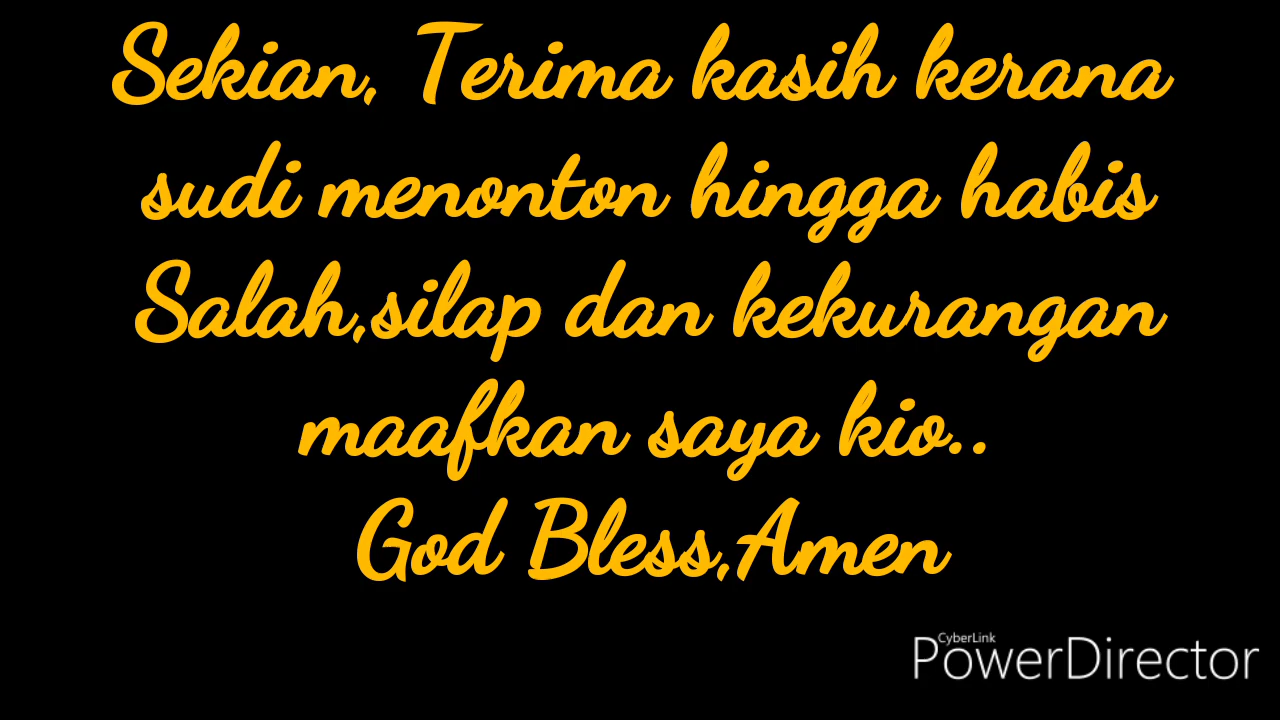 Sekian, Terima kasih kerana
sudi menonton hingga habis
Salah,silap dan kekurangan
maafkan saya kio..
God Bless,Amen
CyberLink
PowerDirector